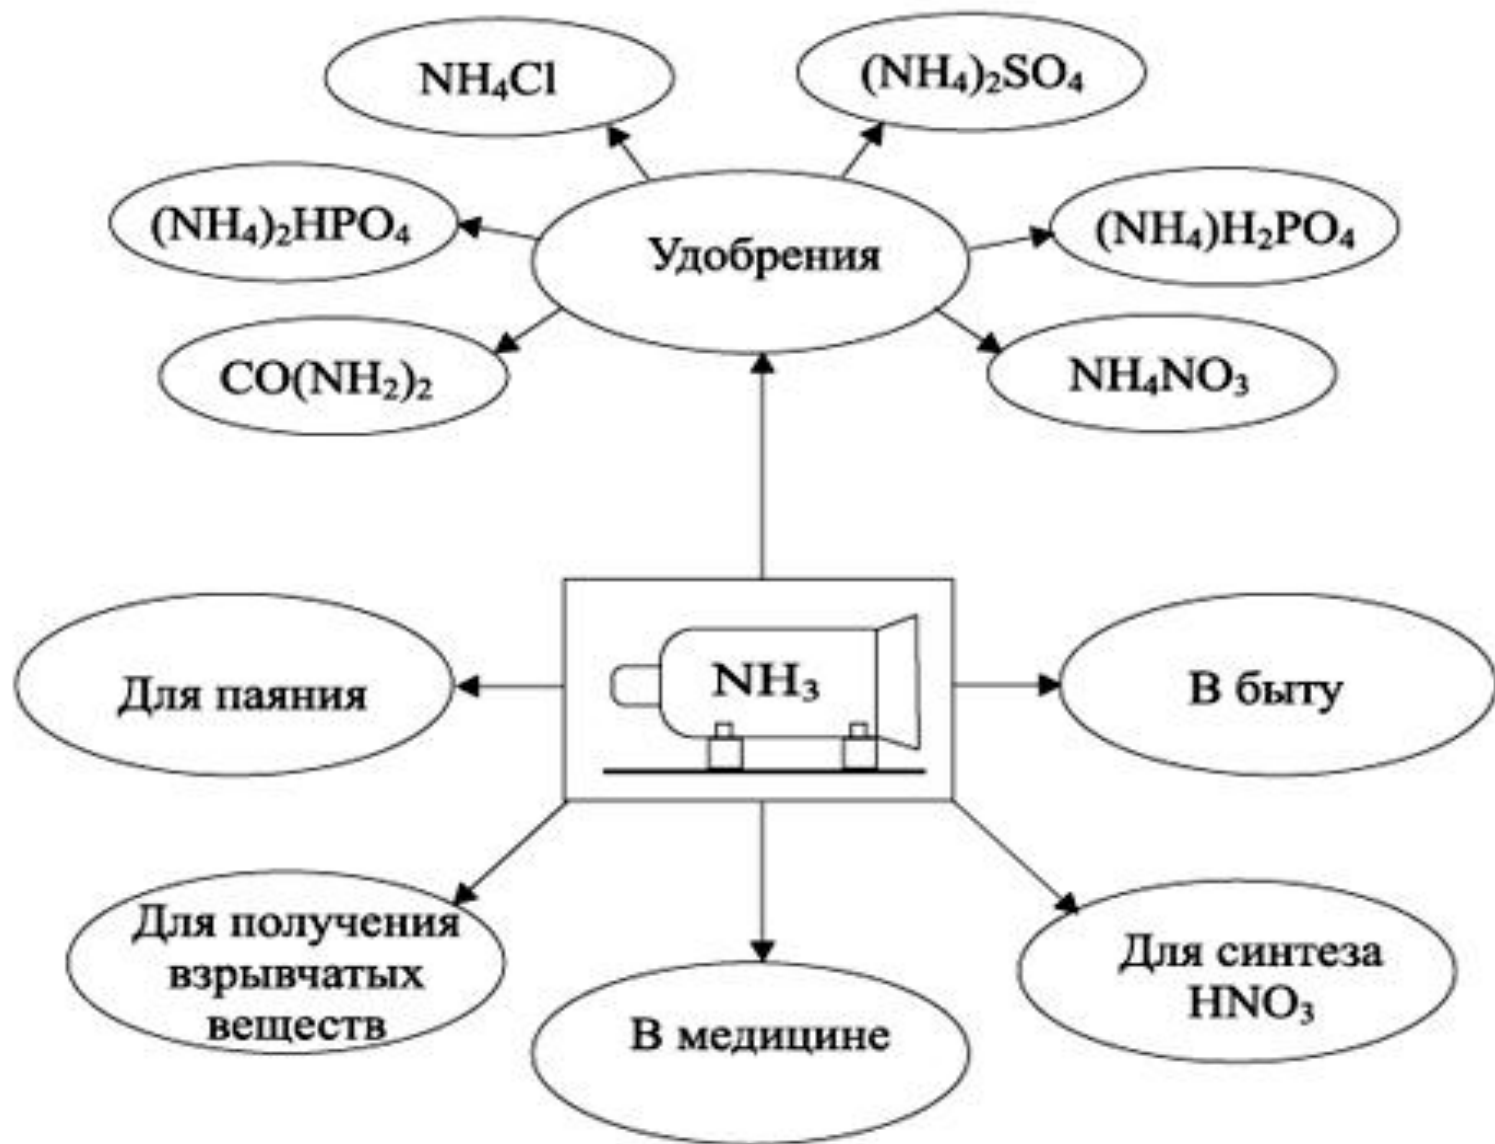 NH₄Cl
(NH₄)₂SO₄
(NH₄)₂HPO₄
Удобрения
(NH₄)H₂PO₄
CO(NH₂)₂
NH₄NO₃
Для паяния
NH₃
В быту
Для получения
взрывчатых
веществ
В медицине
Для синтеза
HNO₃